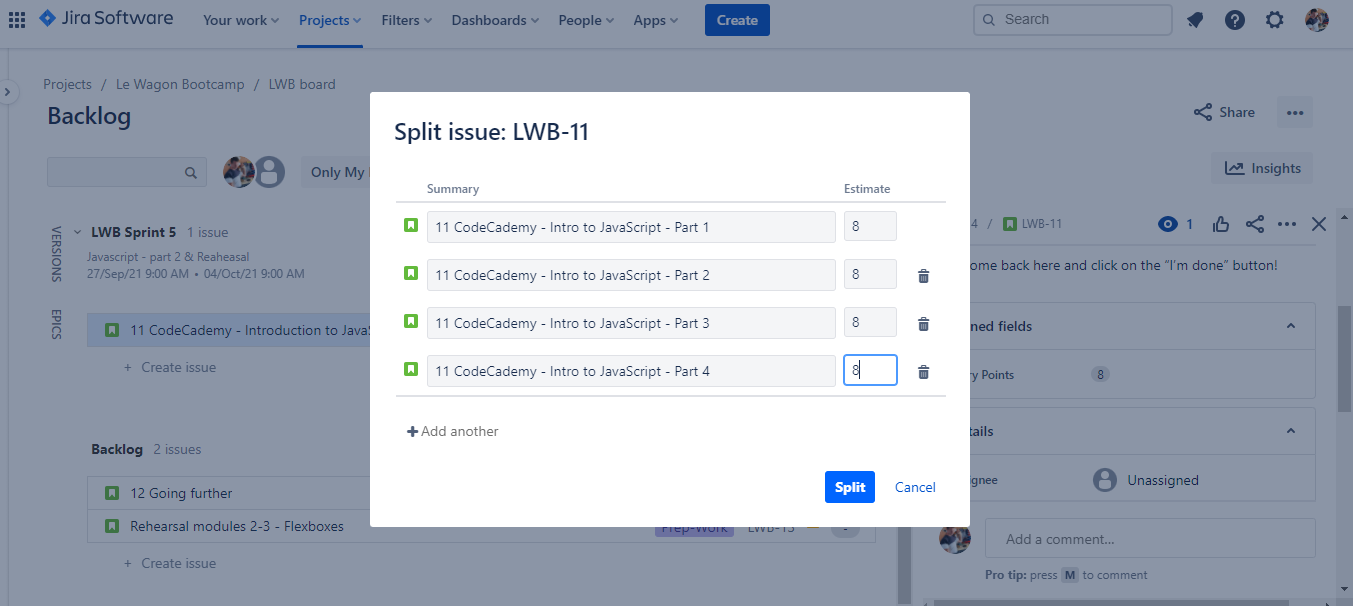 Jira Software Your work Projects Filters Dashboards People Apps Create Search
Projects / Le Wagon Bootcamp / LWB board
Backlog
Share
Only My
Insights
VERSIONS
EPICS
LWB Sprint 5 1 issue
Javascript - part 2 & Reaheasal
27/Sep/21 9:00 AM • 04/Oct/21 9:00 AM
11 CodeCademy - Introduction to Java
+ Create issue
Backlog 2 issues
12 Going further
Rehearsal modules 2-3 - Flexboxes Prep-Work LWB-13 -
+ Create issue
Split issue: LWB-11
Summary Estimate
11 CodeCademy - Intro to JavaScript - Part 1 8
11 CodeCademy - Intro to JavaScript - Part 2 8
11 CodeCademy - Intro to JavaScript - Part 3 8
11 CodeCademy - Intro to JavaScript - Part 4 8
+ Add another
Split Cancel
4 / LWB-11 1
ome back here and click on the “I'm done” button!
ned fields
ry Points 8
tails
gnee Unassigned
Add a comment...
Pro tip: press M to comment